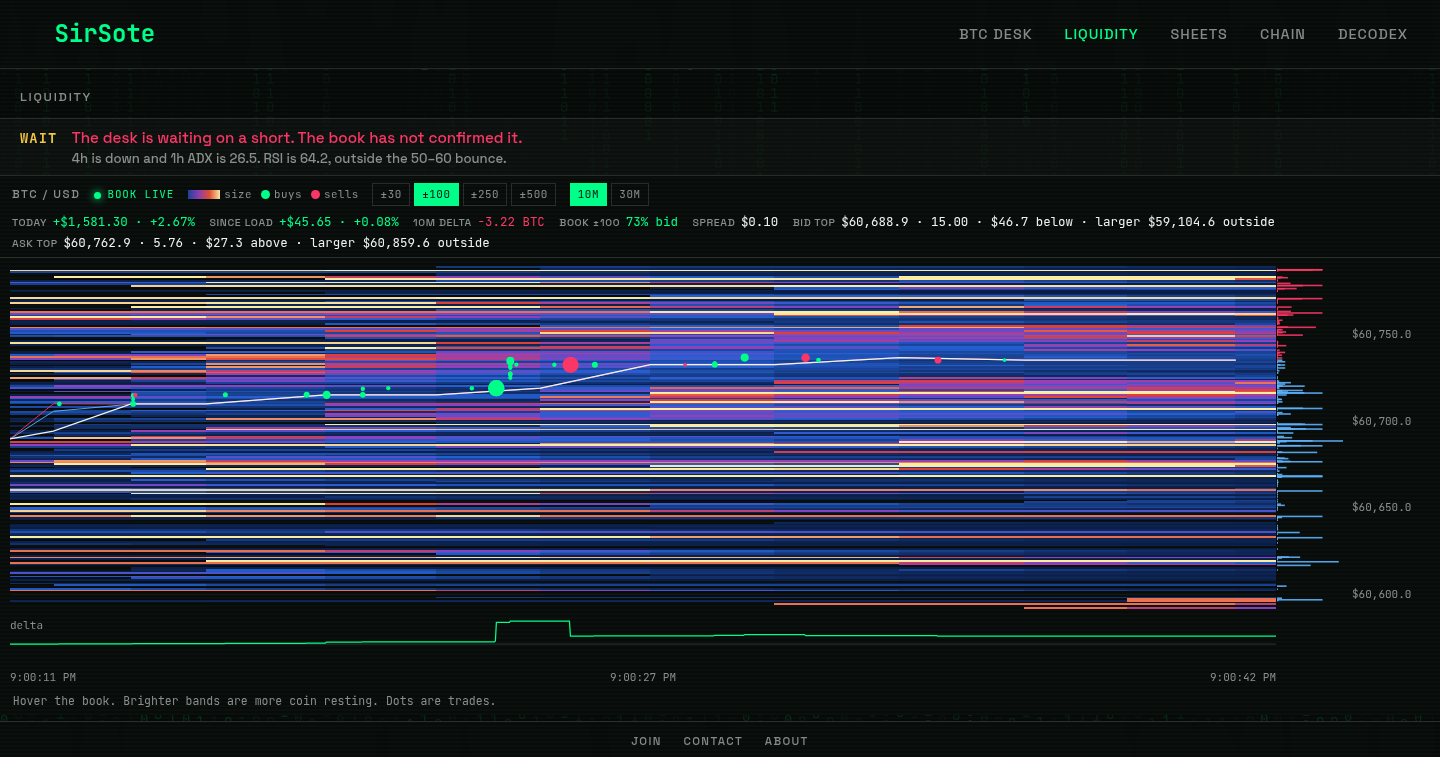 SirSote
BTC DESK LIQUIDITY SHEETS CHAIN DECODEX
LIQUIDITY
WAIT The desk is waiting on a short. The book has not confirmed it.
4h is down and 1h ADX is 26.5. RSI is 64.2, outside the 50–60 bounce.
BTC / USD BOOK LIVE size buys sells ±30 ±100 ±250 ±500 10M 30M
TODAY +$1,581.30 · +2.67% SINCE LOAD +$45.65 · +0.08% 10M DELTA -3.22 BTC BOOK ±100 73% bid SPREAD $0.10 BID TOP $60,688.9 · 15.00 · $46.7 below · larger $59,104.6 outside
ASK TOP $60,762.9 · 5.76 · $27.3 above · larger $60,859.6 outside
$60,750.0
$60,700.0
$60,650.0
$60,600.0
delta
9:00:11 PM 9:00:27 PM 9:00:42 PM
Hover the book. Brighter bands are more coin resting. Dots are trades.
JOIN CONTACT ABOUT